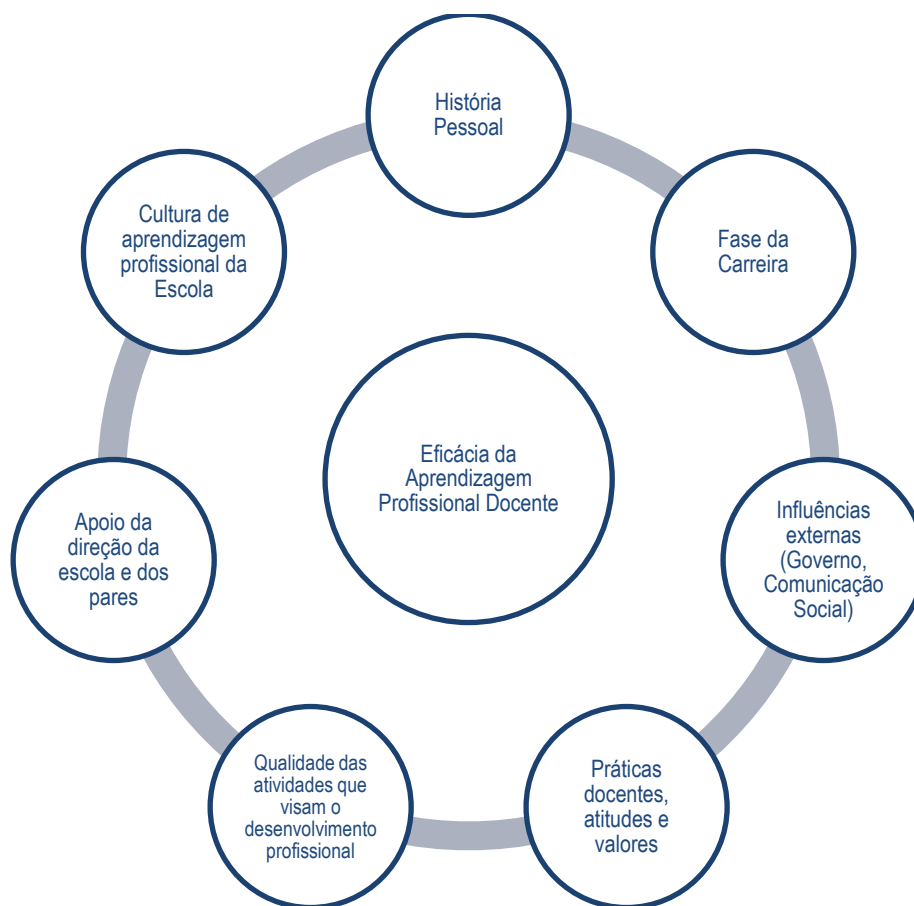 História
Pessoal
Fase da
Carreira
Influências
externas
(Governo,
Comunicação
Social)
Práticas
docentes,
atitudes e
valores
Qualidade das
atividades que
visam o
desenvolvimento
profissional
Apoio da
direção da
escola e dos
pares
Cultura de
aprendizagem
profissional da
Escola
Eficácia da
Aprendizagem
Profissional Docente